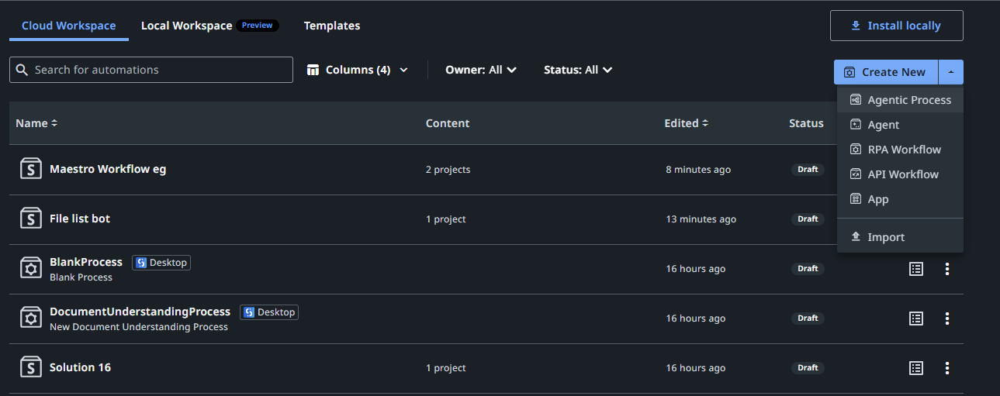 Cloud Workspace Local Workspace Preview Templates Install locally
Search for automations Columns (4) Owner: All Status: All Create New
Agentic Process
Agent
RPA Workflow
API Workflow
App
Import
Name Content Edited Status
Maestro Workflow eg 2 projects 8 minutes ago Draft
File list bot 1 project 13 minutes ago Draft
BlankProcess Desktop
Blank Process 16 hours ago Draft
DocumentUnderstandingProcess Desktop
New Document Understanding Process 16 hours ago Draft
Solution 16 1 project 16 hours ago Draft